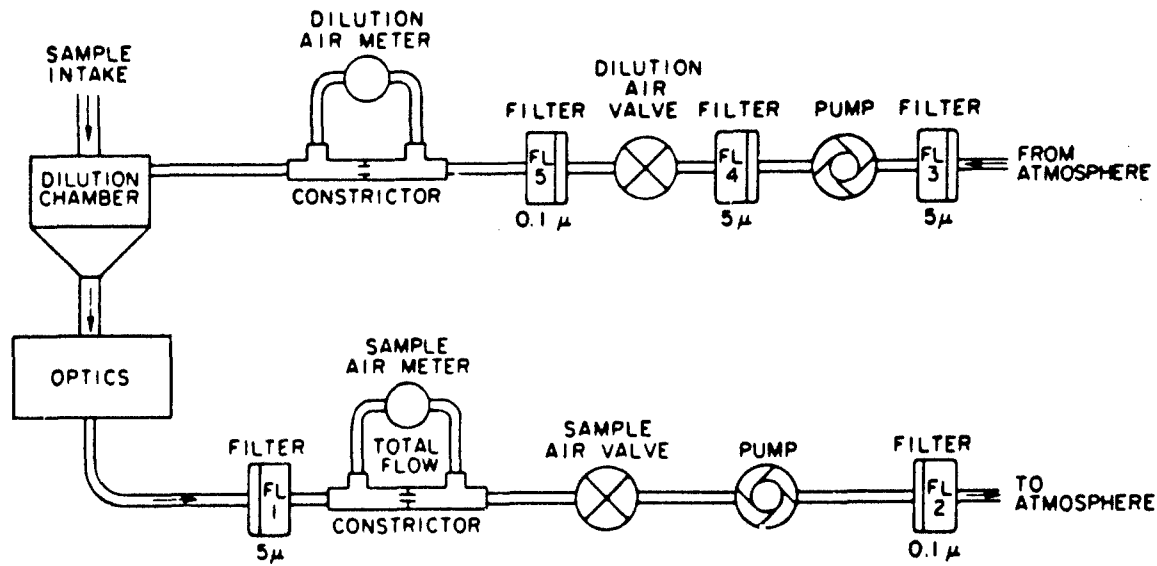 DILUTION
AIR METER
SAMPLE
INTAKE
DILUTION
AIR
VALVE
FILTER
FILTER
PUMP
FILTER
DILUTION
CHAMBER
CONSTRICTOR
FL
5
FL
4
FL
3
FROM
ATMOSPHERE
0.1 μ
5μ
5μ
OPTICS
SAMPLE
AIR METER
FILTER
TOTAL
FLOW
SAMPLE
AIR VALVE
PUMP
FILTER
FL
1
CONSTRICTOR
FL
2
TO
ATMOSPHERE
5μ
0.1 μ